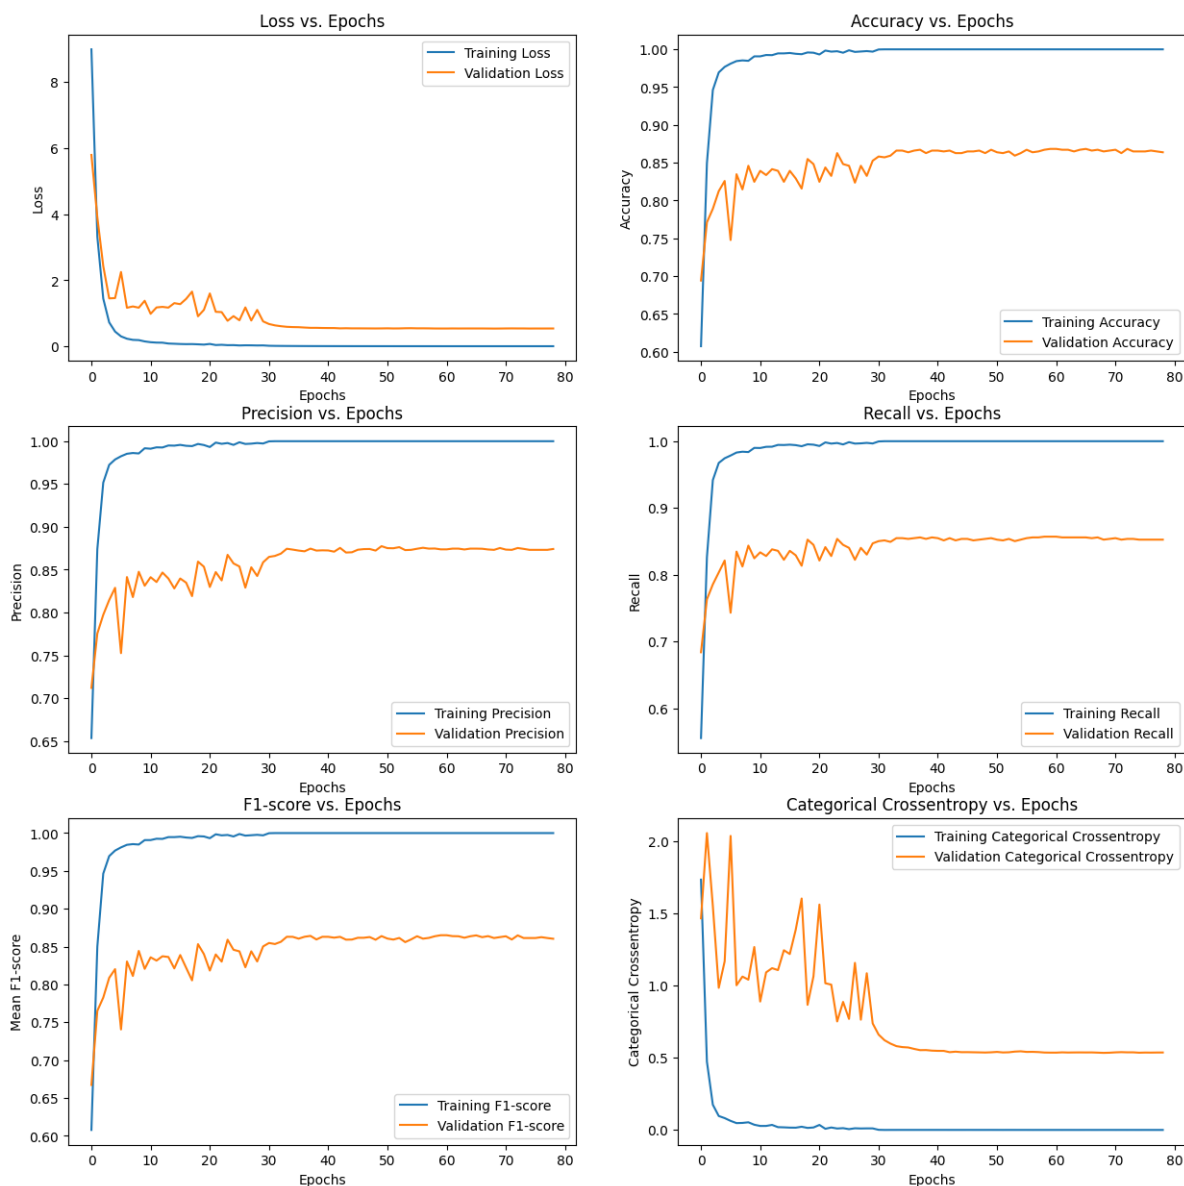 Loss vs. Epochs
Training Loss
Validation Loss
Loss
8
6
4
2
0
0 10 20 30 40 50 60 70 80
Epochs
Accuracy vs. Epochs
Training Accuracy
Validation Accuracy
Accuracy
1.00
0.95
0.90
0.85
0.80
0.75
0.70
0.65
0.60
0 10 20 30 40 50 60 70 80
Epochs
Precision vs. Epochs
Training Precision
Validation Precision
Precision
1.00
0.95
0.90
0.85
0.80
0.75
0.70
0.65
0 10 20 30 40 50 60 70 80
Epochs
Recall vs. Epochs
Training Recall
Validation Recall
Recall
1.0
0.9
0.8
0.7
0.6
0 10 20 30 40 50 60 70 80
Epochs
F1-score vs. Epochs
Training F1-score
Validation F1-score
Mean F1-score
1.00
0.95
0.90
0.85
0.80
0.75
0.70
0.65
0.60
0 10 20 30 40 50 60 70 80
Epochs
Categorical Crossentropy vs. Epochs
Training Categorical Crossentropy
Validation Categorical Crossentropy
Categorical Crossentropy
2.0
1.5
1.0
0.5
0.0
0 10 20 30 40 50 60 70 80
Epochs